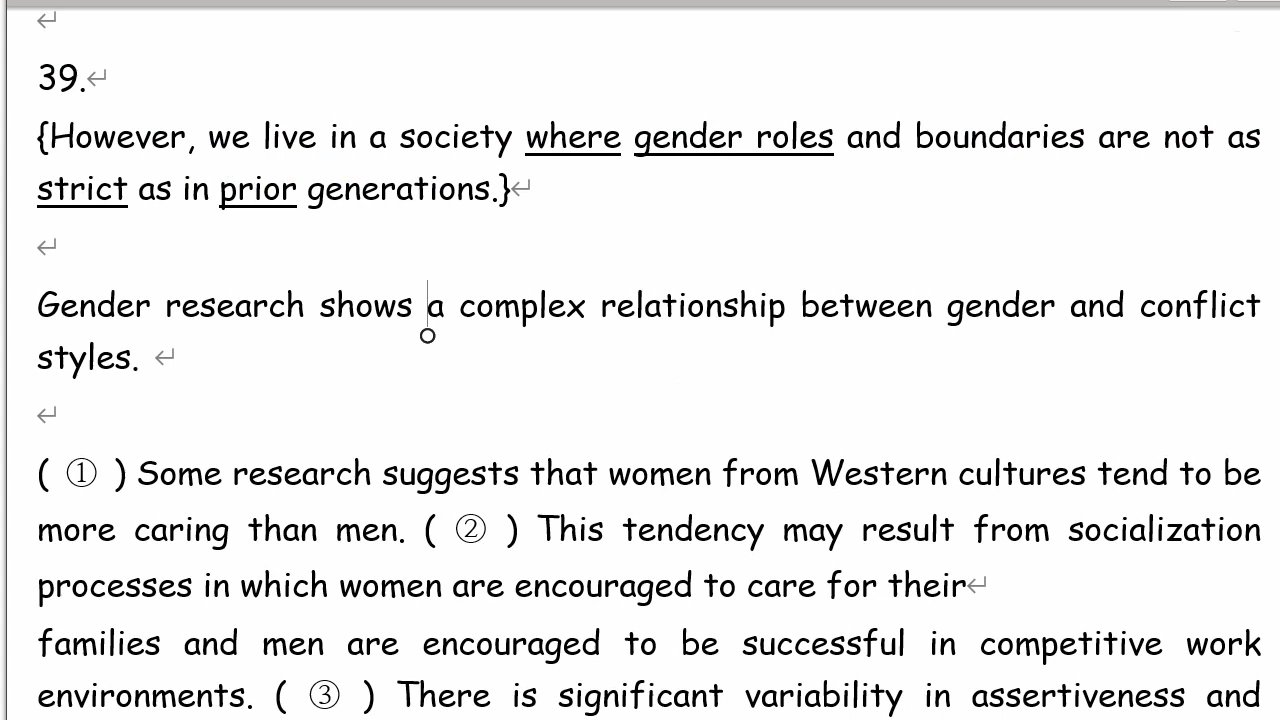 39.
{However, we live in a society where gender roles and boundaries are not as
strict as in prior generations.}
Gender research shows a complex relationship between gender and conflict
styles.
( ① ) Some research suggests that women from Western cultures tend to be
more caring than men. ( ② ) This tendency may result from socialization
processes in which women are encouraged to care for their
families and men are encouraged to be successful in competitive work
environments. ( ③ ) There is significant variability in assertiveness and